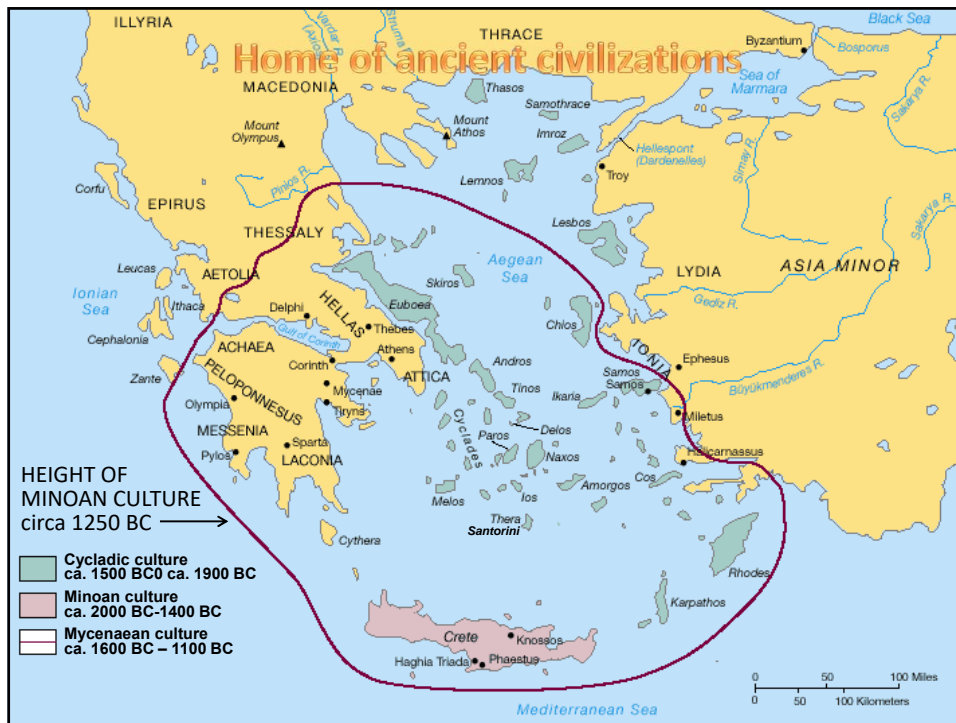 ILLYRIA
Vardar R.
(Axios)
Struma R.
THRACE
Black Sea
Byzantium
Bosporus
Home of ancient civilizations
Sea of
Marmara
MACEDONIA
Thasos
Samothrace
Sakarya R.
Mount
Olympus
Mount
Athos
Imroz
Hellespont
(Dardenelles)
Simav R.
Lemnos
Troy
Corfu
Pinios R.
EPIRUS
THESSALY
Lesbos
Sakarya R.
Aegean
Sea
LYDIA
ASIA MINOR
Leucas
AETOLIA
Skiros
Gediz R.
Ionian
Sea
Ithaca
Delphi
HELLAS
Euboea
Chios
Cephalonia
Gulf of Corinth
Thebes
ACHAEA
Athens
IONIA
Ephesus
Corinth
ATTICA
Andros
Samos
Samos
Büyükmenderes R.
Zante
PELOPONNESUS
Mycenae
Tinos
Ikaria
Olympia
Tiryns
Cyclades
Delos
Miletus
MESSENIA
Sparta
Paros
Naxos
Halicarnassus
Pylos
LACONIA
Amorgos
Cos
HEIGHT OF
MINOAN CULTURE
circa 1250 BC
Melos
Ios
Thera
Santorini
Cythera
Rhodes
Cycladic culture
ca. 1500 BC0 ca. 1900 BC
Minoan culture
ca. 2000 BC-1400 BC
Karpathos
Mycenaean culture
ca. 1600 BC – 1100 BC
Crete
Knossos
Haghia Triada
Phaestus
0 50 100 Miles
0 50 100 Kilometers
Mediterranean Sea